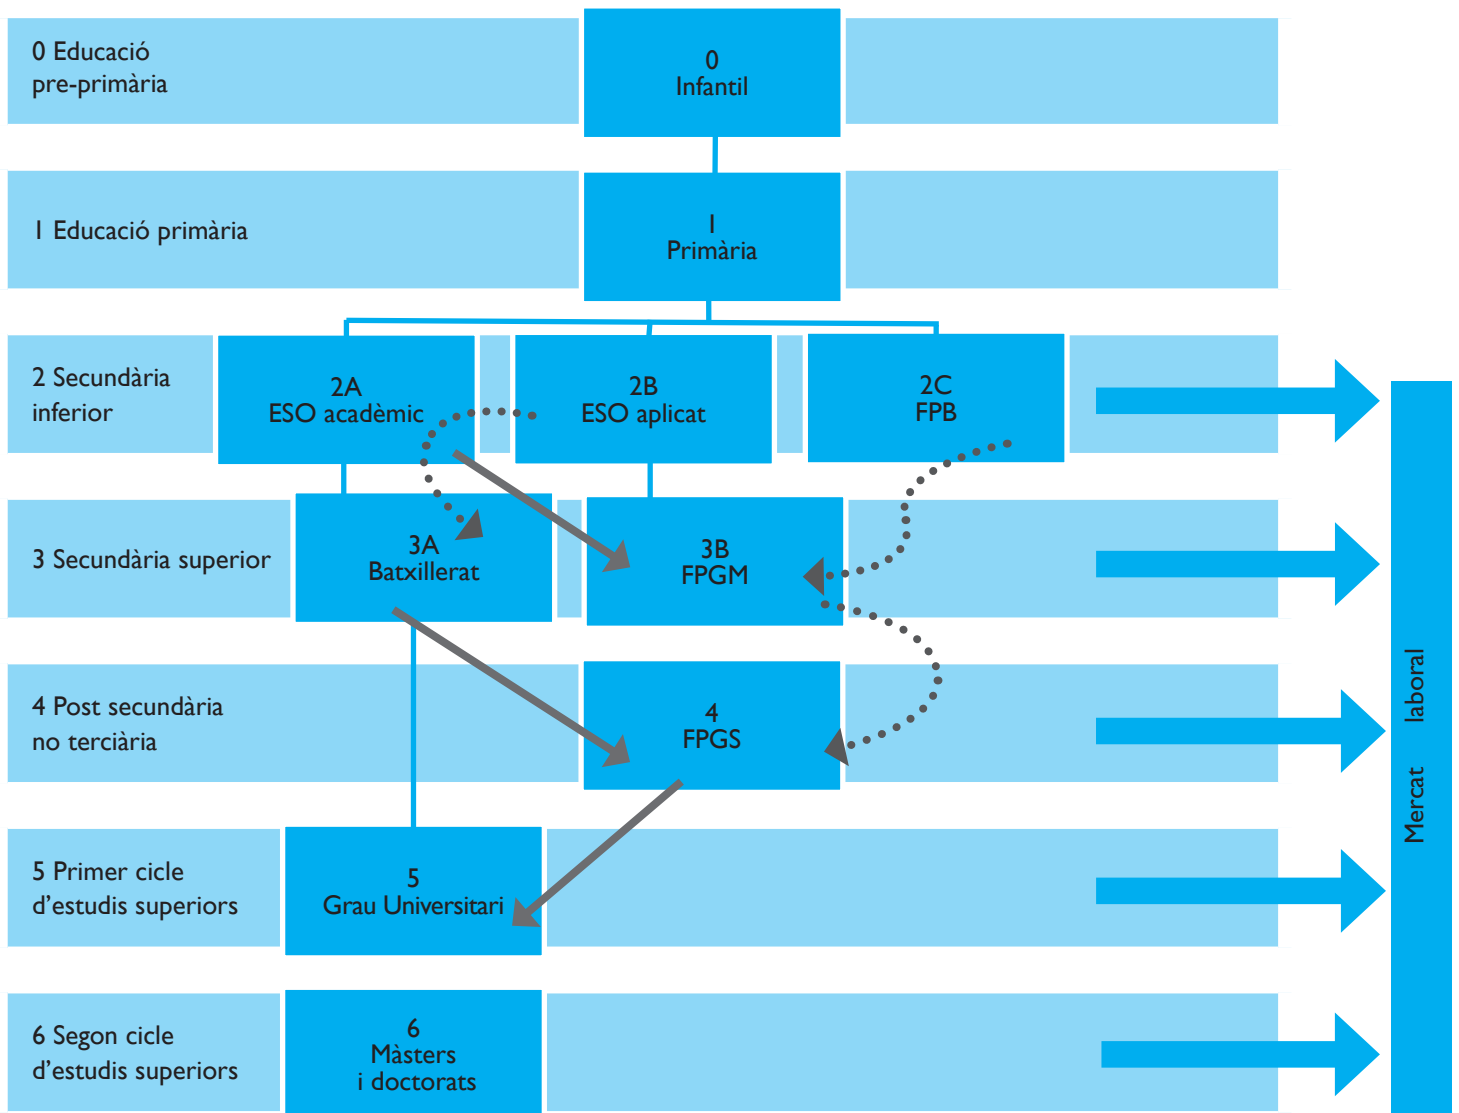 0 Educació
pre-primària
0
Infantil
1 Educació primària
1
Primària
2 Secundària
inferior
2A
ESO acadèmic
2B
ESO aplicat
2C
FPB
3 Secundària superior
3A
Batxillerat
3B
FPGM
4 Post secundària
no terciària
4
FPGS
Mercat laboral
5 Primer cicle
d’estudis superiors
5
Grau Universitari
6 Segon cicle
d’estudis superiors
6
Màsters
i doctorats